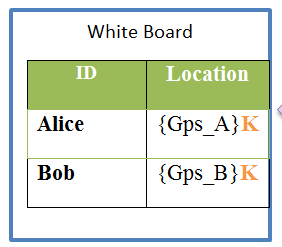 White Board
ID Location
Alice {Gps_A}K
Bob {Gps_B}K